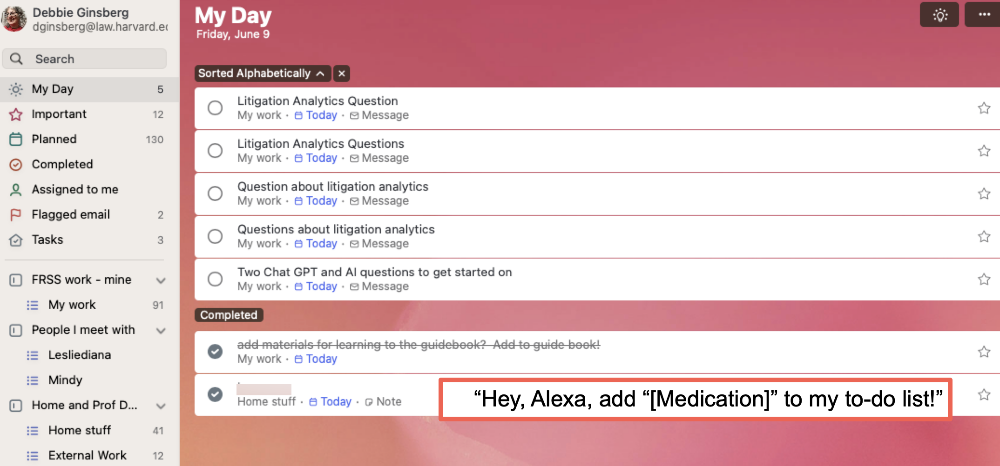 Debbie Ginsberg
dginsberg@law.harvard.e
Search
My Day 5
Important 12
Planned 130
Completed
Assigned to me
Flagged email 2
Tasks 3
FRSS work - mine
My work 91
People I meet with
Lesliediana
Mindy
Home and Prof D...
Home stuff 41
External Work 12
My Day
Friday, June 9
Sorted Alphabetically
Litigation Analytics Question
My work · Today · Message
Litigation Analytics Questions
My work · Today · Message
Question about litigation analytics
My work · Today · Message
Questions about litigation analytics
My work · Today · Message
Two Chat GPT and AI questions to get started on
My work · Today · Message
Completed
add materials for learning to the guidebook? Add to guide book!
My work · Today
Home stuff · Today · Note
“Hey, Alexa, add “[Medication]” to my to-do list!”